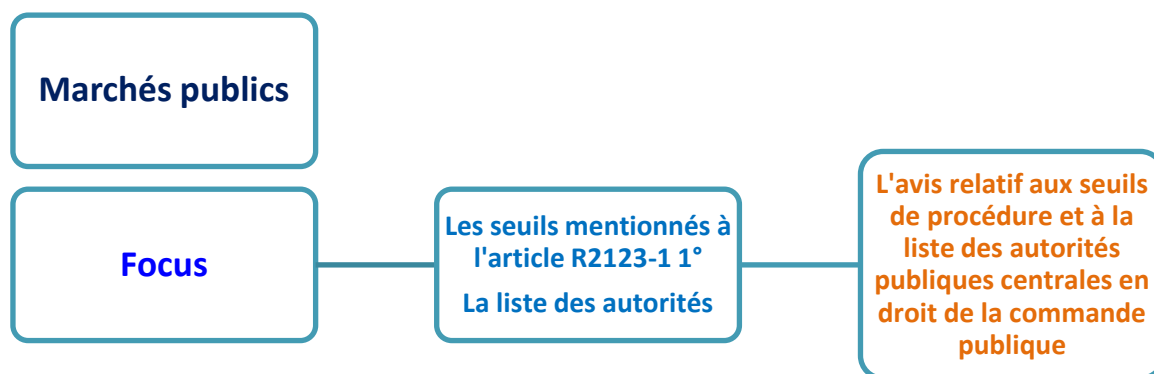 Marchés publics
Focus
Les seuils mentionnés à
l'article R2123-1 1°
La liste des autorités
L'avis relatif aux seuils
de procédure et à la
liste des autorités
publiques centrales en
droit de la commande
publique